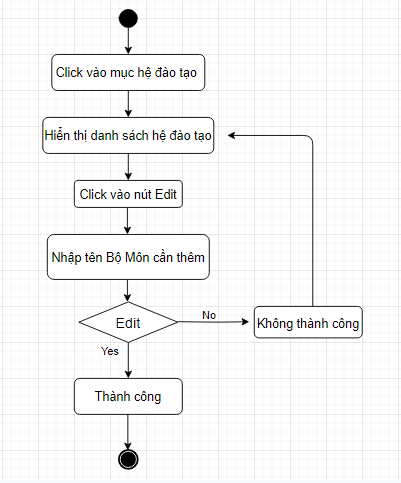 Click vào mục hệ đào tạo
Hiển thị danh sách hệ đào tạo
Click vào nút Edit
Nhập tên Bộ Môn cần thêm
Edit
No
Không thành công
Yes
Thành công